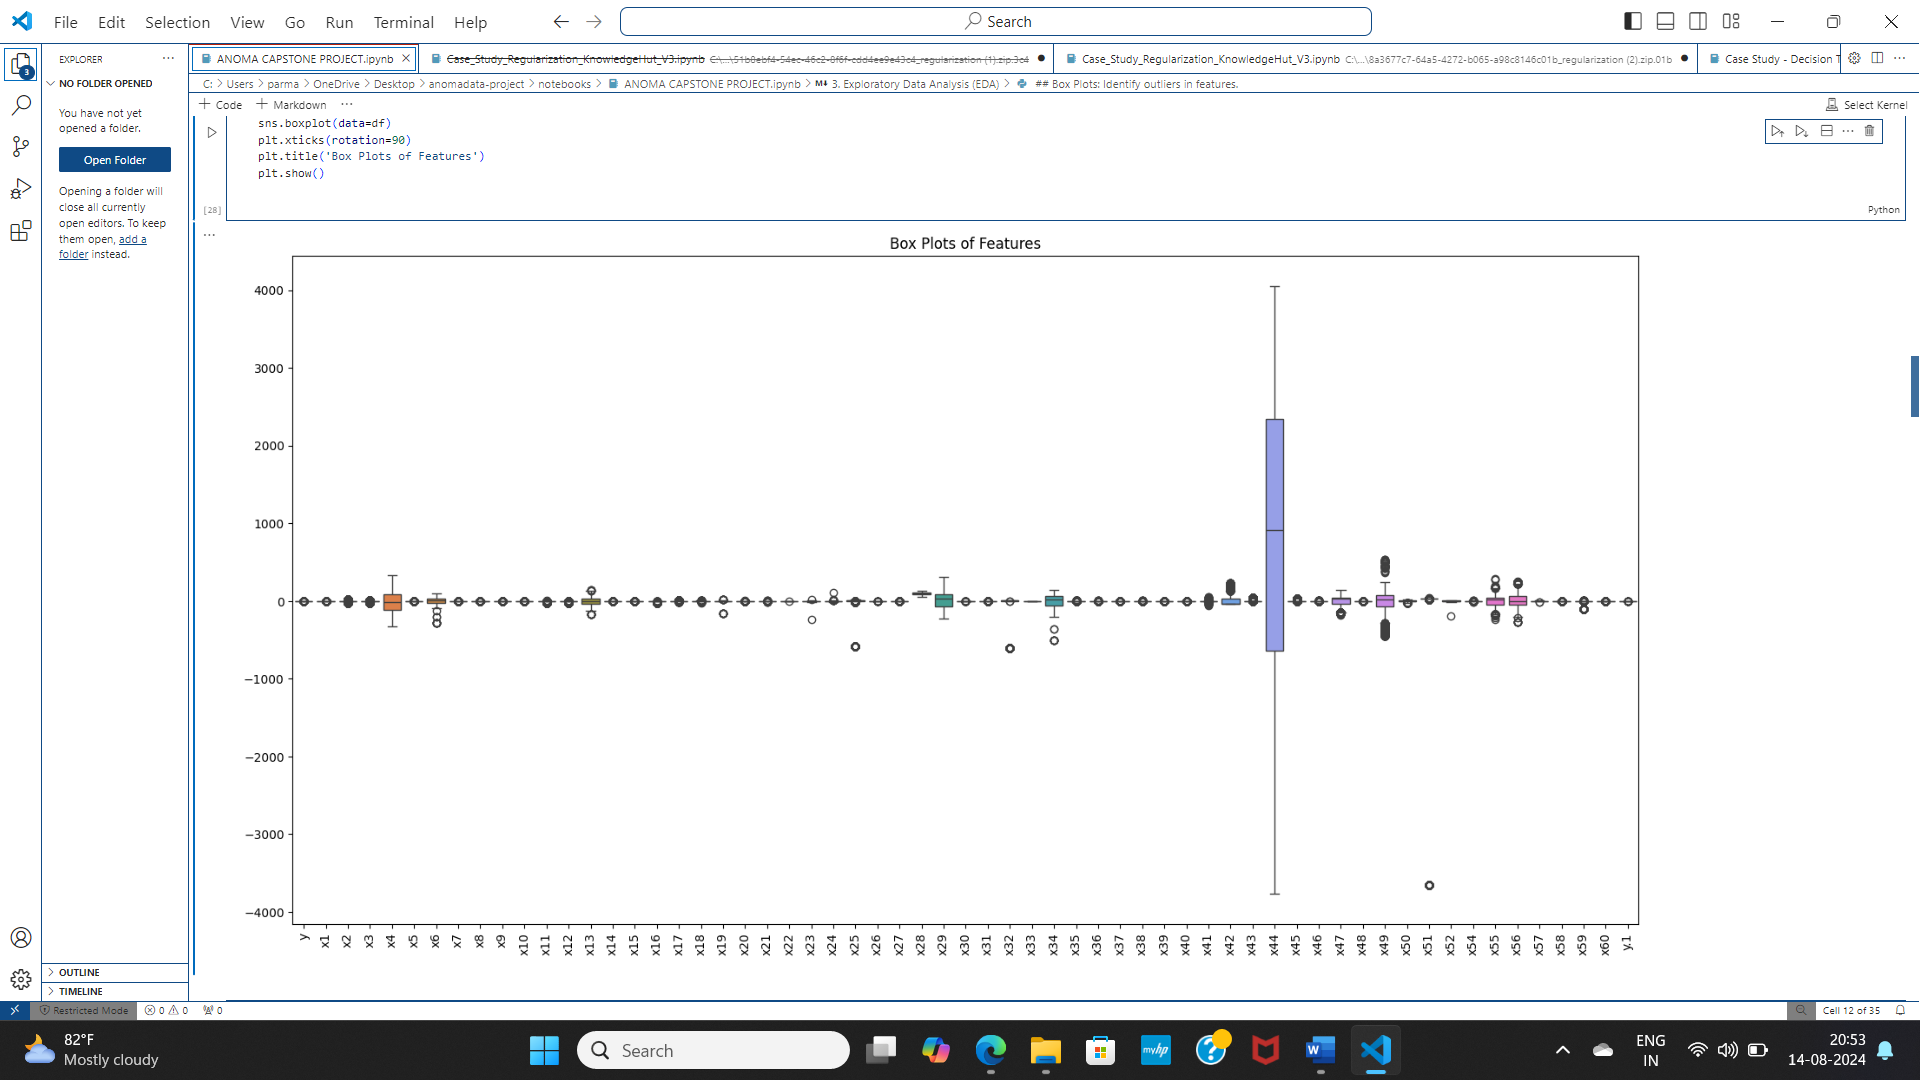 File Edit Selection View Go Run Terminal Help
Search
EXPLORER
ANOMA CAPSTONE PROJECT.ipynb
Case_Study_Regularization_KnowledgeHut_V3.ipynb C:\...\51b8ebf4-54ec-46c2-8f6f-cdd4ee9e43c4_regularization (1).zip.3c4
Case_Study_Regularization_KnowledgeHut_V3.ipynb C:\...\8a3677c7-64a5-4272-b065-a98c8146c01b_regularization (2).zip.01b
Case Study - Decision T
NO FOLDER OPENED
C: > Users > parma > OneDrive > Desktop > anomadata-project > notebooks > ANOMA CAPSTONE PROJECT.ipynb > 3. Exploratory Data Analysis (EDA) > ## Box Plots: Identify outliers in features.
+ Code + Markdown ...
Select Kernel
You have not yet
opened a folder.
Open Folder
Opening a folder will
close all currently
open editors. To keep
them open, add a
folder instead.
sns.boxplot(data=df)
plt.xticks(rotation=90)
plt.title('Box Plots of Features')
plt.show()
[28]
Python
Box Plots of Features
4000
3000
2000
1000
0
−1000
−2000
−3000
−4000
y x1 x2 x3 x4 x5 x6 x7 x8 x9 x10 x11 x12 x13 x14 x15 x16 x17 x18 x19 x20 x21 x22 x23 x24 x25 x26 x27 x28 x29 x30 x31 x32 x33 x34 x35 x36 x37 x38 x39 x40 x41 x42 x43 x44 x45 x46 x47 x48 x49 x50 x51 x52 x54 x55 x56 x57 x58 x59 x60 y.1
OUTLINE
TIMELINE
Restricted Mode
0 0
0
Cell 12 of 35
82°F
Mostly cloudy
Search
myhp
ENG
IN
20:53
14-08-2024
3